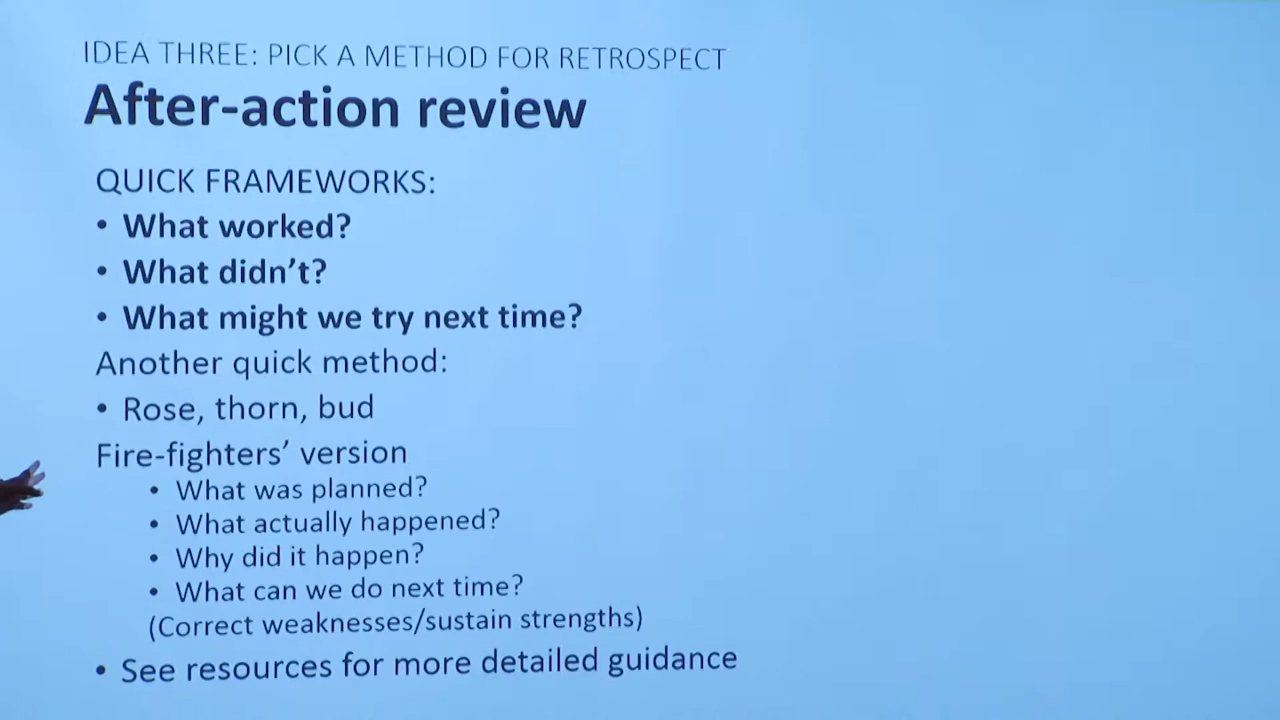 IDEA THREE: PICK A METHOD FOR RETROSPECT
After-action review
QUICK FRAMEWORKS:
• What worked?
• What didn’t?
• What might we try next time?
Another quick method:
• Rose, thorn, bud
Fire-fighters’ version
• What was planned?
• What actually happened?
• Why did it happen?
• What can we do next time?
(Correct weaknesses/sustain strengths)
• See resources for more detailed guidance